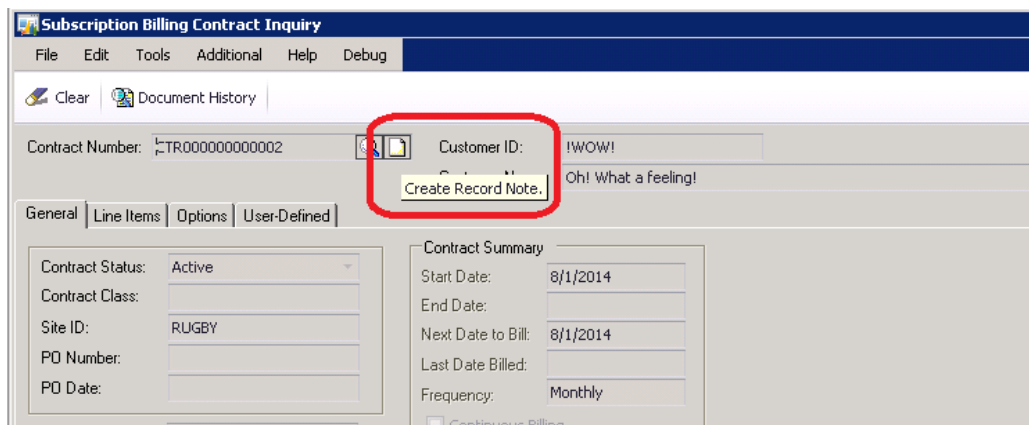 Subscription Billing Contract Inquiry
File Edit Tools Additional Help Debug
Clear Document History
Contract Number: CTR000000000002 Customer ID: !WOW!
Oh! What a feeling!
Create Record Note.
General Line Items Options User-Defined
Contract Summary
Contract Status: Active
Start Date: 8/1/2014
Contract Class:
End Date:
Site ID: RUGBY
Next Date to Bill: 8/1/2014
PO Number:
Last Date Billed:
PO Date:
Frequency: Monthly
Continuous Billing